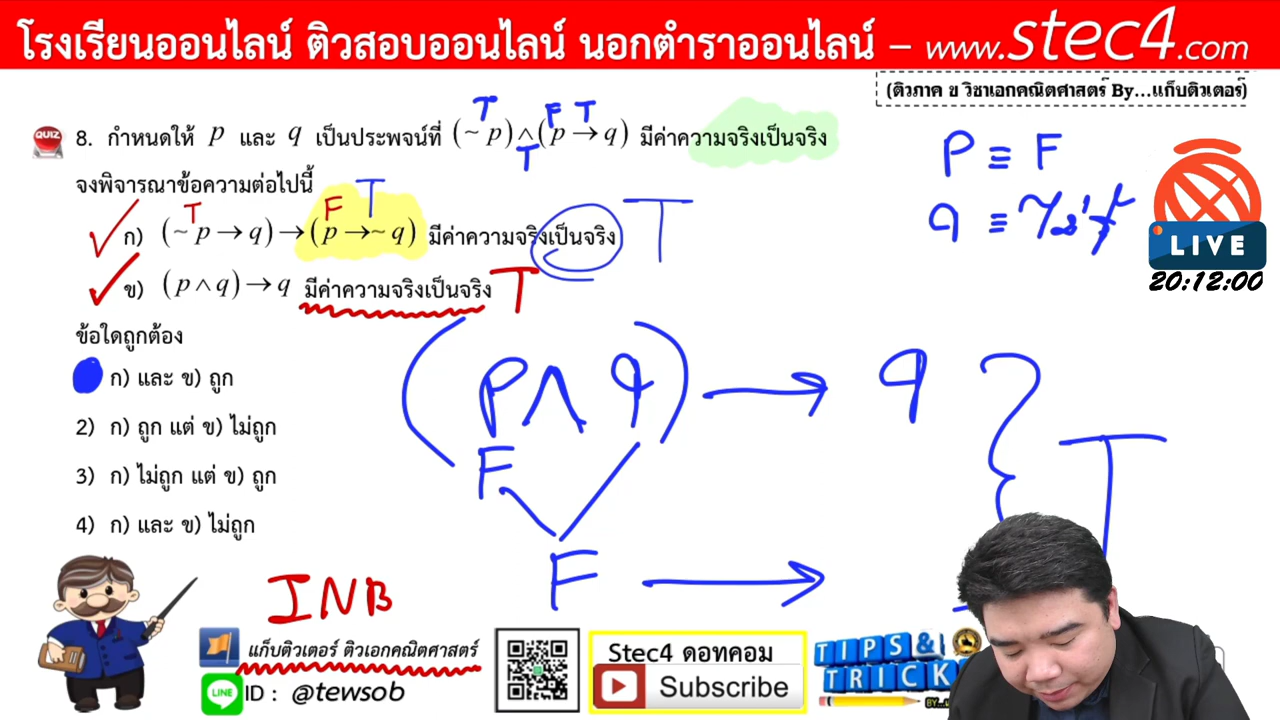 โรงเรียนออนไลน์ ติวสอบออนไลน์ นอกตำราออนไลน์ – www.stec4.com
(ติวภาค ข วิชาเอกคณิตศาสตร์ By...แก็บติวเตอร์)
T F T
QUIZ 8. กำหนดให้ p และ q เป็นประพจน์ที่ (~ p) ∧ (p → q) มีค่าความจริงเป็นจริง
T
P ≡ F
จงพิจารณาข้อความต่อไปนี้
T F T
q ≡
ก) (~ p → q) → (p →~ q) มีค่าความจริงเป็นจริง T
LIVE
20:12:00
ข) (p ∧ q) → q มีค่าความจริงเป็นจริง T
ข้อใดถูกต้อง
ก) และ ข) ถูก
2) ก) ถูก แต่ ข) ไม่ถูก
3) ก) ไม่ถูก แต่ ข) ถูก
4) ก) และ ข) ไม่ถูก
(p ∧ q) → q } T
F
F →
INB
แก็บติวเตอร์ ติวเอกคณิตศาสตร์
LINE ID : @tewsob
Stec4 ดอทคอม
Subscribe
TIPS &
TRICK